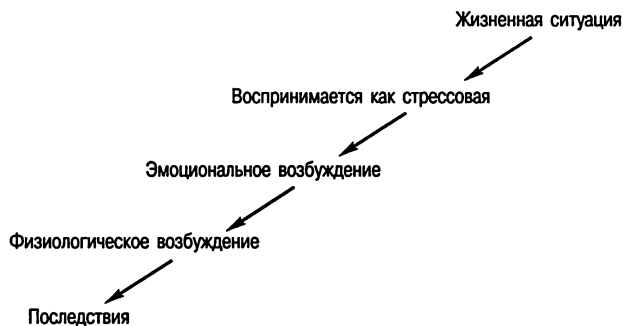 Жизненная ситуация
Воспринимается как стрессовая
Эмоциональное возбуждение
Физиологическое возбуждение
Последствия